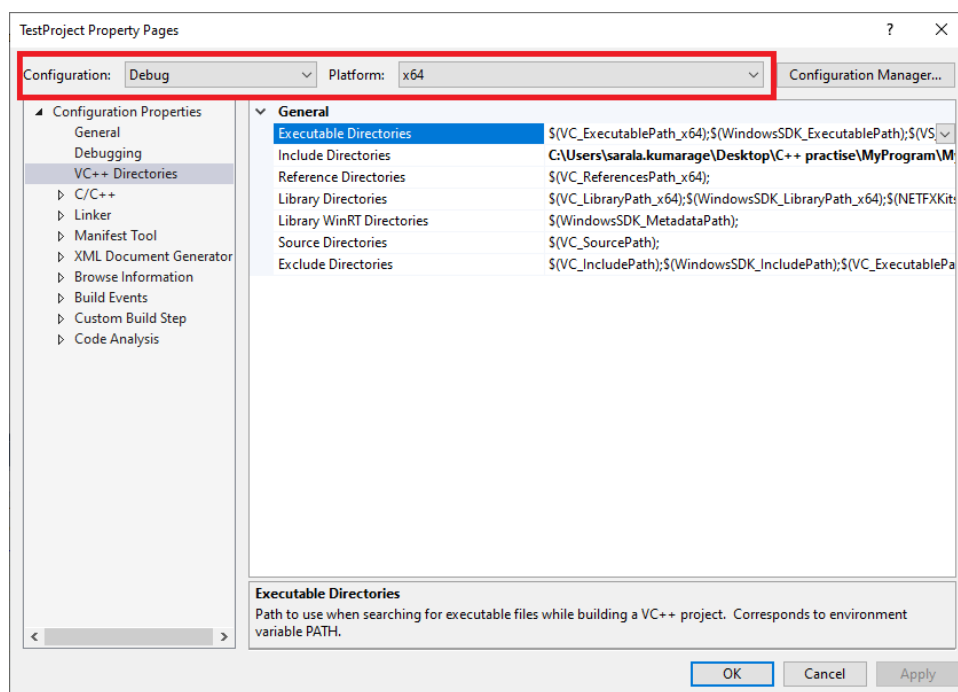 TestProject Property Pages
? ×
Configuration: Debug Platform: x64 Configuration Manager...
Configuration Properties
General
Debugging
VC++ Directories
C/C++
Linker
Manifest Tool
XML Document Generator
Browse Information
Build Events
Custom Build Step
Code Analysis
General
Executable Directories $(VC_ExecutablePath_x64);$(WindowsSDK_ExecutablePath);$(VS_
Include Directories C:\Users\sarala.kumarage\Desktop\C++ practise\MyProgram\M
Reference Directories $(VC_ReferencesPath_x64);
Library Directories $(VC_LibraryPath_x64);$(WindowsSDK_LibraryPath_x64);$(NETFXKits
Library WinRT Directories $(WindowsSDK_MetadataPath);
Source Directories $(VC_SourcePath);
Exclude Directories $(VC_IncludePath);$(WindowsSDK_IncludePath);$(VC_ExecutablePa
Executable Directories
Path to use when searching for executable files while building a VC++ project. Corresponds to environment
variable PATH.
OK Cancel Apply